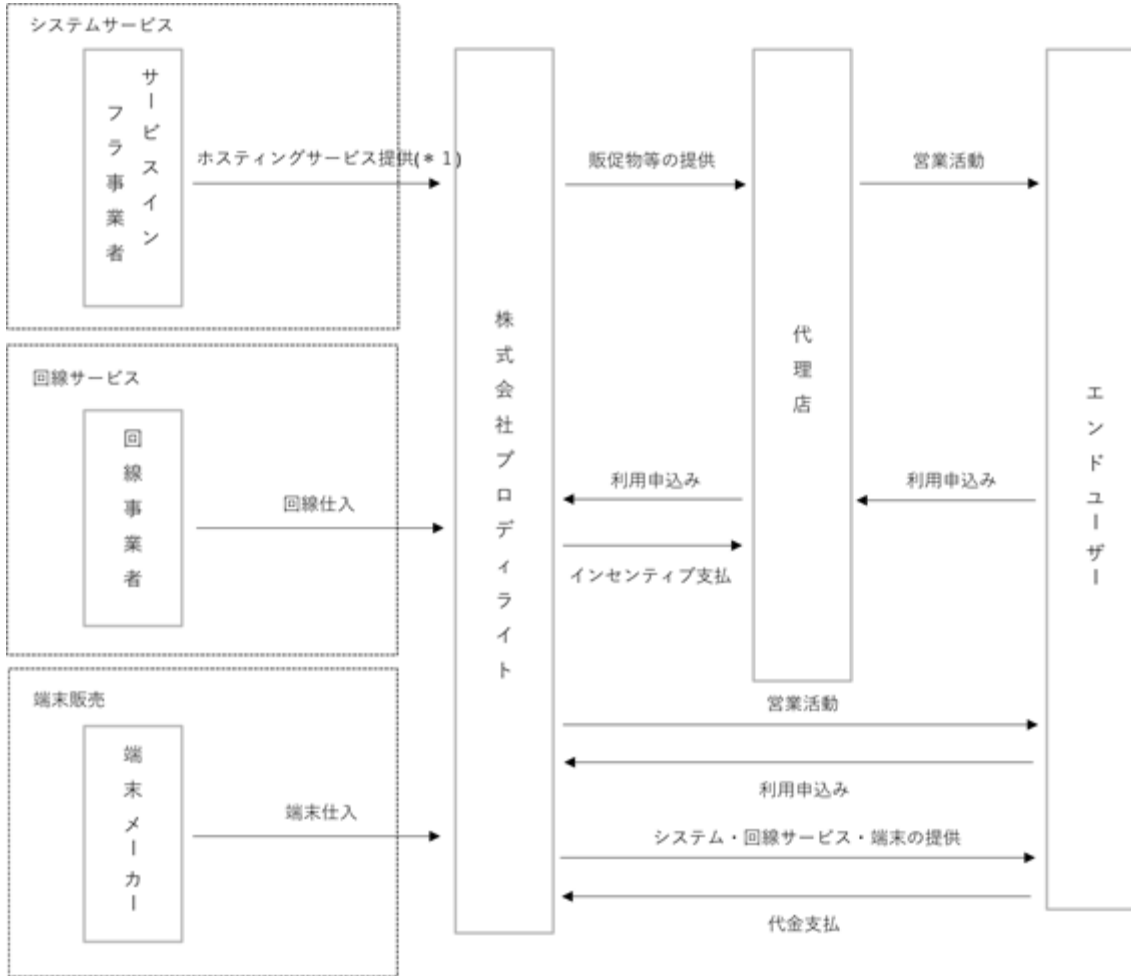 システムサービス
サービスイン
フラ事業者
ホスティングサービス提供(＊1)
回線サービス
回線事業者
回線仕入
端末販売
端末メーカー
端末仕入
株式会社プロディライト
販促物等の提供
代理店
営業活動
利用申込み
利用申込み
インセンティブ支払
営業活動
利用申込み
システム・回線サービス・端末の提供
代金支払
エンドユーザー